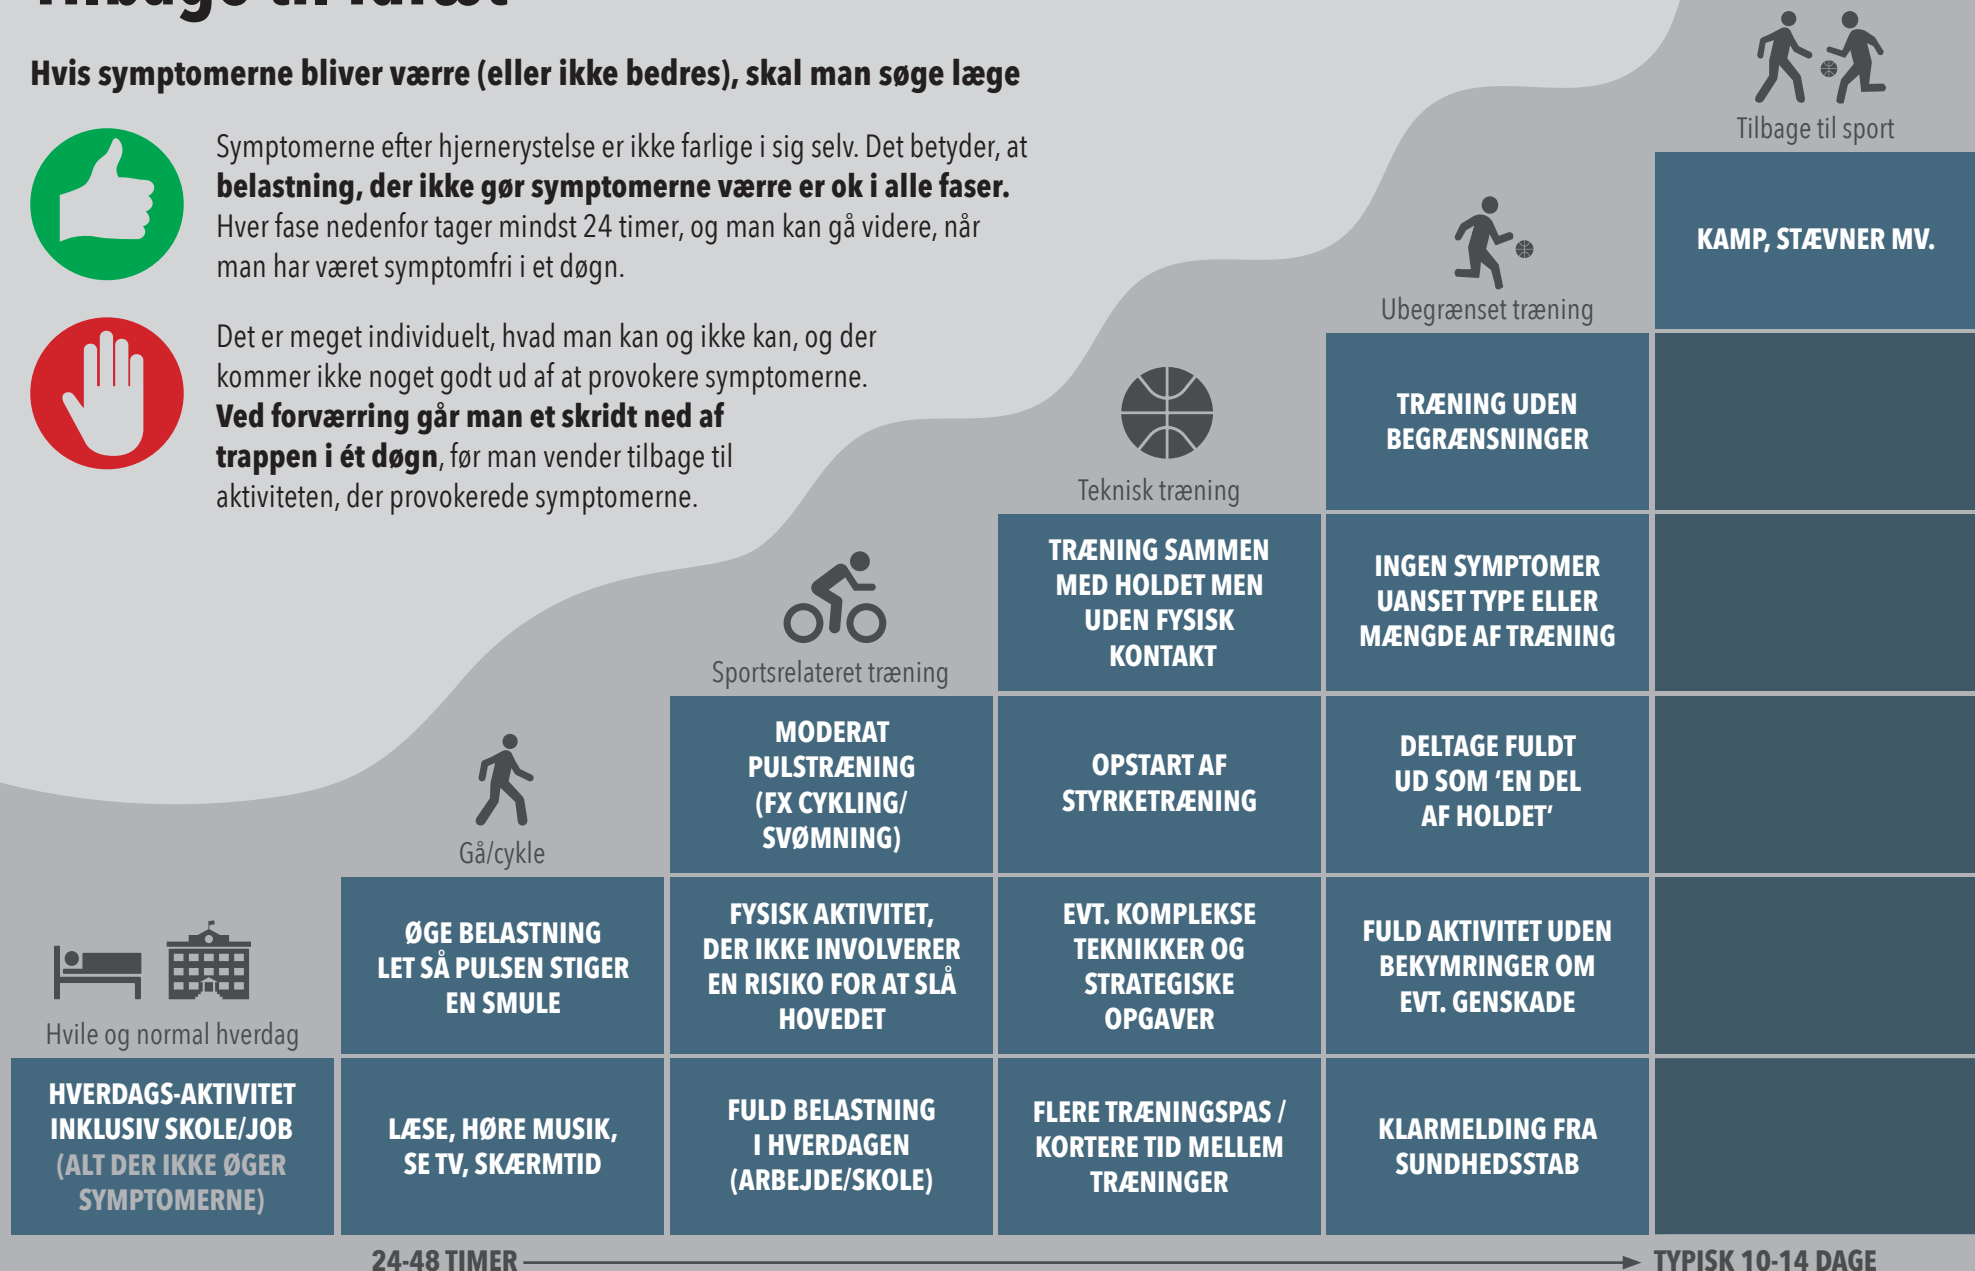 Tilbage til idræt
Hvis symptomerne bliver værre (eller ikke bedres), skal man søge læge
Symptomerne efter hjernerystelse er ikke farlige i sig selv. Det betyder, at
belastning, der ikke gør symptomerne værre er ok i alle faser.
Hver fase nedenfor tager mindst 24 timer, og man kan gå videre, når
man har været symptomfri i et døgn.
Det er meget individuelt, hvad man kan og ikke kan, og der
kommer ikke noget godt ud af at provokere symptomerne.
Ved forværring går man et skridt ned af
trappen i ét døgn, før man vender tilbage til
aktiviteten, der provokerede symptomerne.
Hvile og normal hverdag
HVERDAGS-AKTIVITET
INKLUSIV SKOLE/JOB
(ALT DER IKKE ØGER
SYMPTOMERNE)
Gå/cykle
ØGE BELASTNING
LET SÅ PULSEN STIGER
EN SMULE
LÆSE, HØRE MUSIK,
SE TV, SKÆRMTID
Sportsrelateret træning
MODERAT
PULSTRÆNING
(FX CYKLING/
SVØMNING)
FYSISK AKTIVITET,
DER IKKE INVOLVERER
EN RISIKO FOR AT SLÅ
HOVEDET
FULD BELASTNING
I HVERDAGEN
(ARBEJDE/SKOLE)
Teknisk træning
TRÆNING SAMMEN
MED HOLDET MEN
UDEN FYSISK
KONTAKT
OPSTART AF
STYRKETRÆNING
EVT. KOMPLEKSE
TEKNIKKER OG
STRATEGISKE
OPGAVER
FLERE TRÆNINGSPAS /
KORTERE TID MELLEM
TRÆNINGER
Ubegrænset træning
TRÆNING UDEN
BEGRÆNSNINGER
INGEN SYMPTOMER
UANSET TYPE ELLER
MÆNGDE AF TRÆNING
DELTAGE FULDT
UD SOM ‘EN DEL
AF HOLDET’
FULD AKTIVITET UDEN
BEKYMRINGER OM
EVT. GENSKADE
KLARMELDING FRA
SUNDHEDSSTAB
Tilbage til sport
KAMP, STÆVNER MV.
24-48 TIMER
TYPISK 10-14 DAGE